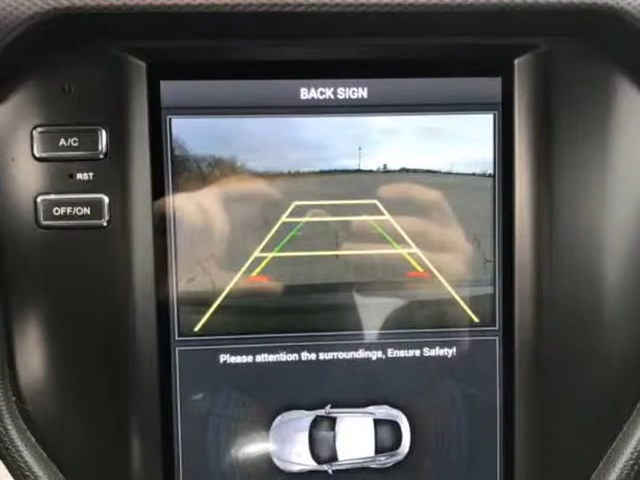 BACK SIGN
A/C
RST
OFF/ON
Please attention the surroundings, Ensure Safety!